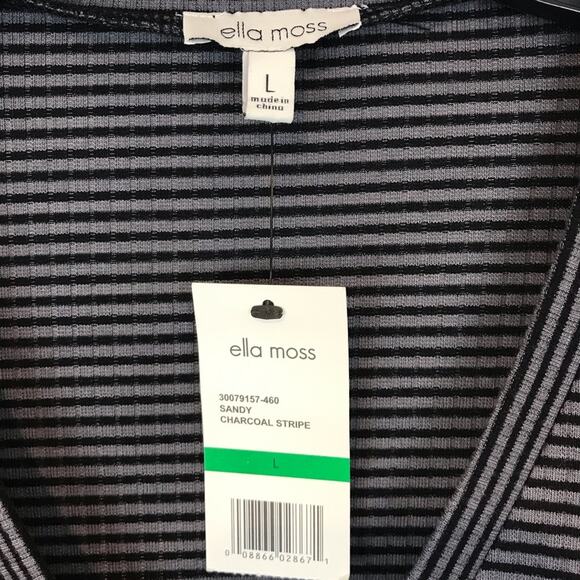 ella moss
L
made in
china
ella moss
30079157-460
SANDY
CHARCOAL STRIPE
L
0 08866 02867 1